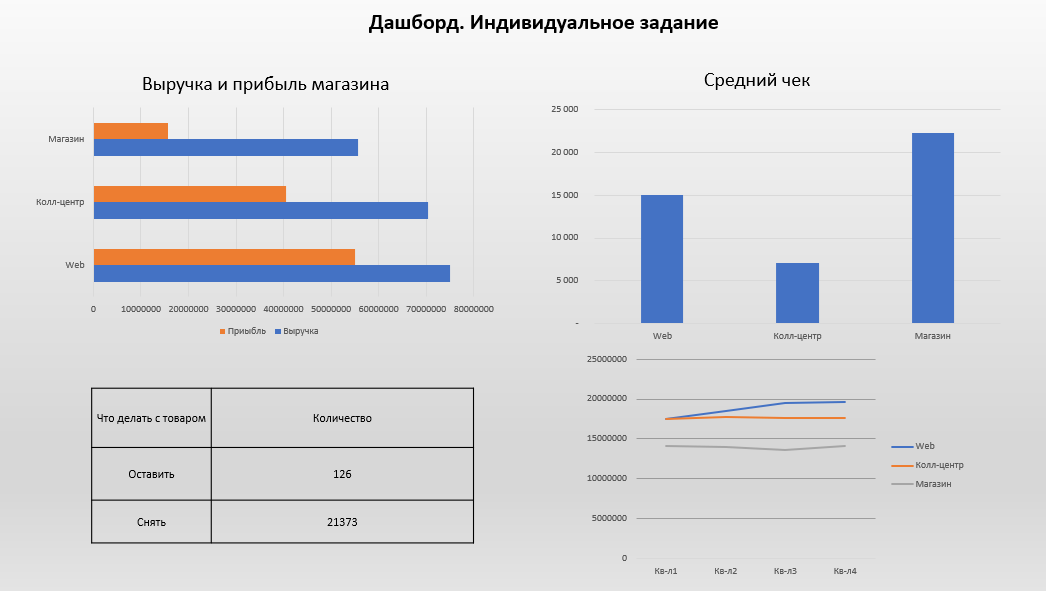 Дашборд. Индивидуальное задание
Выручка и прибыль магазина
Магазин
Колл-центр
Web
0 10000000 20000000 30000000 40000000 50000000 60000000 70000000 80000000
Приыбль Выручка
Средний чек
25 000
20 000
15 000
10 000
5 000
-
Web Колл-центр Магазин
Что делать с товаром Количество
Оставить 126
Снять 21373
25000000
20000000
15000000
10000000
5000000
0
Кв-л1 Кв-л2 Кв-л3 Кв-л4
Web
Колл-центр
Магазин